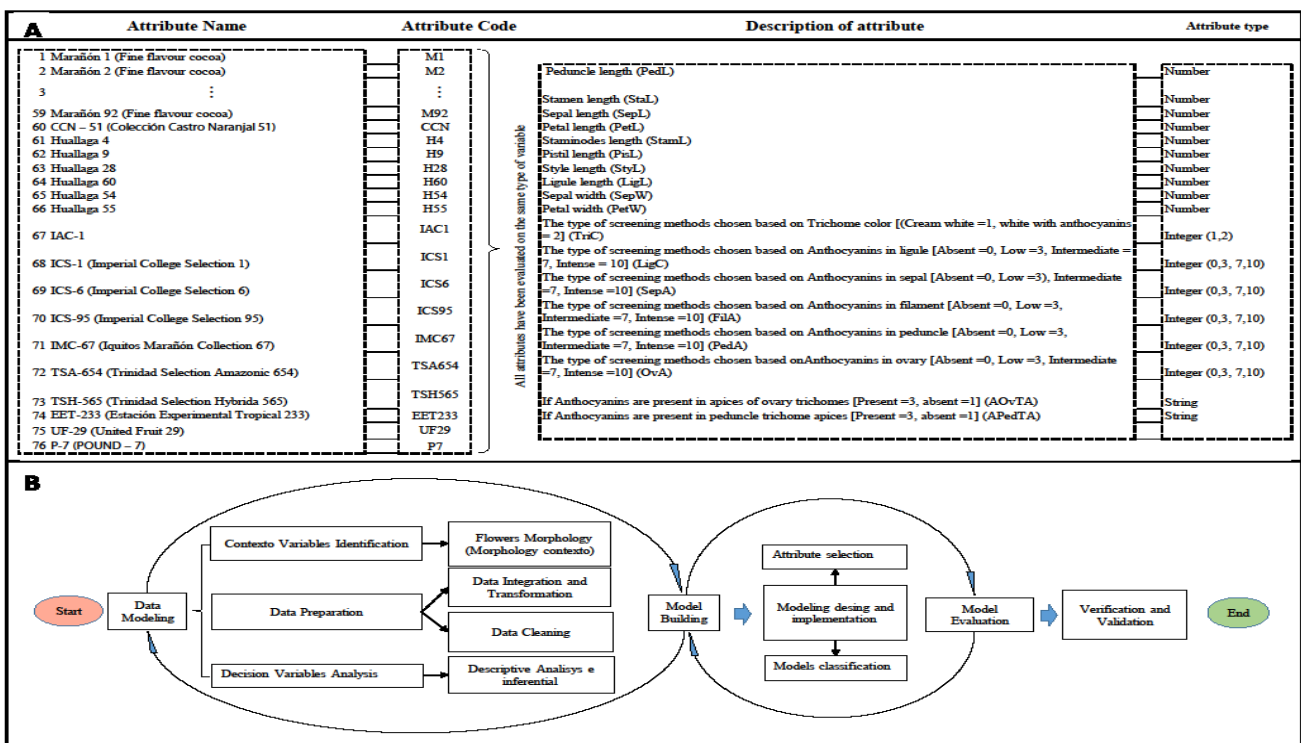 A
Attribute Name Attribute Code Description of attribute Attribute type
1 Marañón 1 (Fine flavour cocoa) M1
2 Marañón 2 (Fine flavour cocoa) M2
3 ⋮ ⋮
59 Marañón 92 (Fine flavour cocoa) M92
60 CCN – 51 (Colección Castro Naranjal 51) CCN
61 Huallaga 4 H4
62 Huallaga 9 H9
63 Huallaga 28 H28
64 Huallaga 60 H60
65 Huallaga 54 H54
66 Huallaga 55 H55
67 IAC-1 IAC1
68 ICS-1 (Imperial College Selection 1) ICS1
69 ICS-6 (Imperial College Selection 6) ICS6
70 ICS-95 (Imperial College Selection 95) ICS95
71 IMC-67 (Iquitos Marañón Collection 67) IMC67
72 TSA-654 (Trinidad Selection Amazonic 654) TSA654
73 TSH-565 (Trinidad Selection Hybrida 565) TSH565
74 EET-233 (Estación Experimental Tropical 233) EET233
75 UF-29 (United Fruit 29) UF29
76 P-7 (POUND – 7) P7
All attributes have been evaluated on the same type of variable
Peduncle length (PedL) Number
Stamen length (StaL) Number
Sepal length (SepL) Number
Petal length (PetL) Number
Staminodes length (StamL) Number
Pistil length (PisL) Number
Style length (StyL) Number
Ligule length (LigL) Number
Sepal width (SepW) Number
Petal width (PetW) Number
The type of screening methods chosen based on Trichome color [(Cream white =1, white with anthocyanins
= 2] (TriC) Integer (1,2)
The type of screening methods chosen based on Anthocyanins in ligule [Absent =0, Low =3, Intermediate =
7, Intense = 10] (LigC) Integer (0,3, 7,10)
The type of screening methods chosen based on Anthocyanins in sepal [Absent =0, Low =3), Intermediate
=7, Intense =10] (SepA) Integer (0,3, 7,10)
The type of screening methods chosen based on Anthocyanins in filament [Absent =0, Low =3,
Intermediate =7, Intense =10] (FilA) Integer (0,3, 7,10)
The type of screening methods chosen based on Anthocyanins in peduncle [Absent =0, Low =3,
Intermediate =7, Intense =10] (PedA) Integer (0,3, 7,10)
The type of screening methods chosen based onAnthocyanins in ovary [Absent =0, Low =3, Intermediate
=7, Intense =10] (OvA) Integer (0,3, 7,10)
If Anthocyanins are present in apices of ovary trichomes [Present =3, absent =1] (AOvTA) String
If Anthocyanins are present in peduncle trichome apices [Present =3, absent =1] (APedTA) String
B
Start
Data
Modeling
Contexto Variables Identification
Flowers Morphology
(Morphology contexto)
Data Preparation
Data Integration and
Transformation
Data Cleaning
Decision Variables Analysis
Descriptive Analisys e
inferential
Model
Building
Attribute selection
Modeling desing and
implementation
Models classification
Model
Evaluation
Verification and
Validation
End